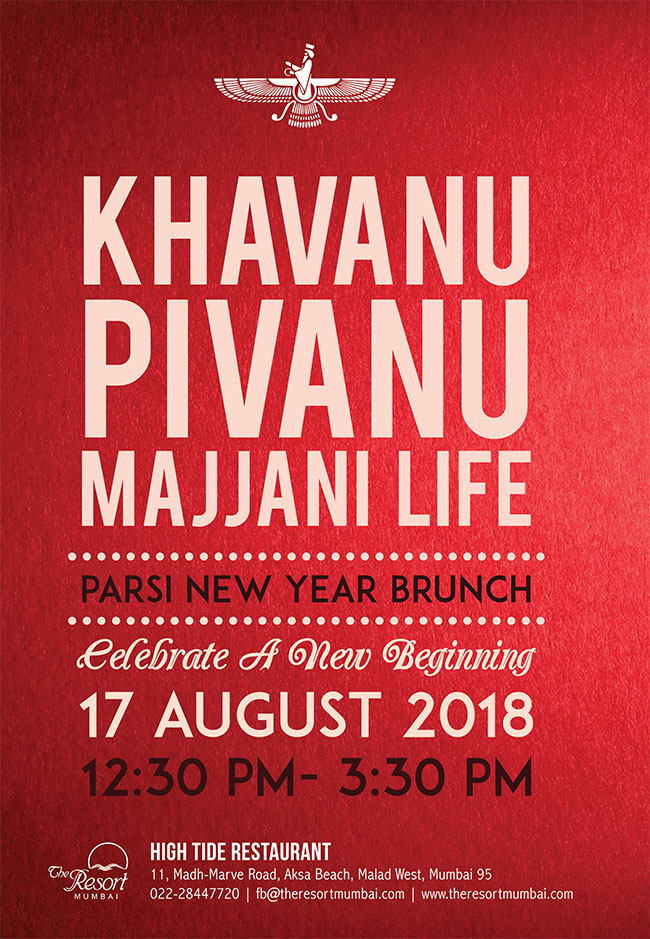 KHAVANU
PIVANU
MAJJANI LIFE
PARSI NEW YEAR BRUNCH
Celebrate A New Beginning
17 AUGUST 2018
12:30 PM- 3:30 PM
The Resort
MUMBAI
HIGH TIDE RESTAURANT
11, Madh-Marve Road, Aksa Beach, Malad West, Mumbai 95
022-28447720 | fb@theresortmumbai.com | www.theresortmumbai.com